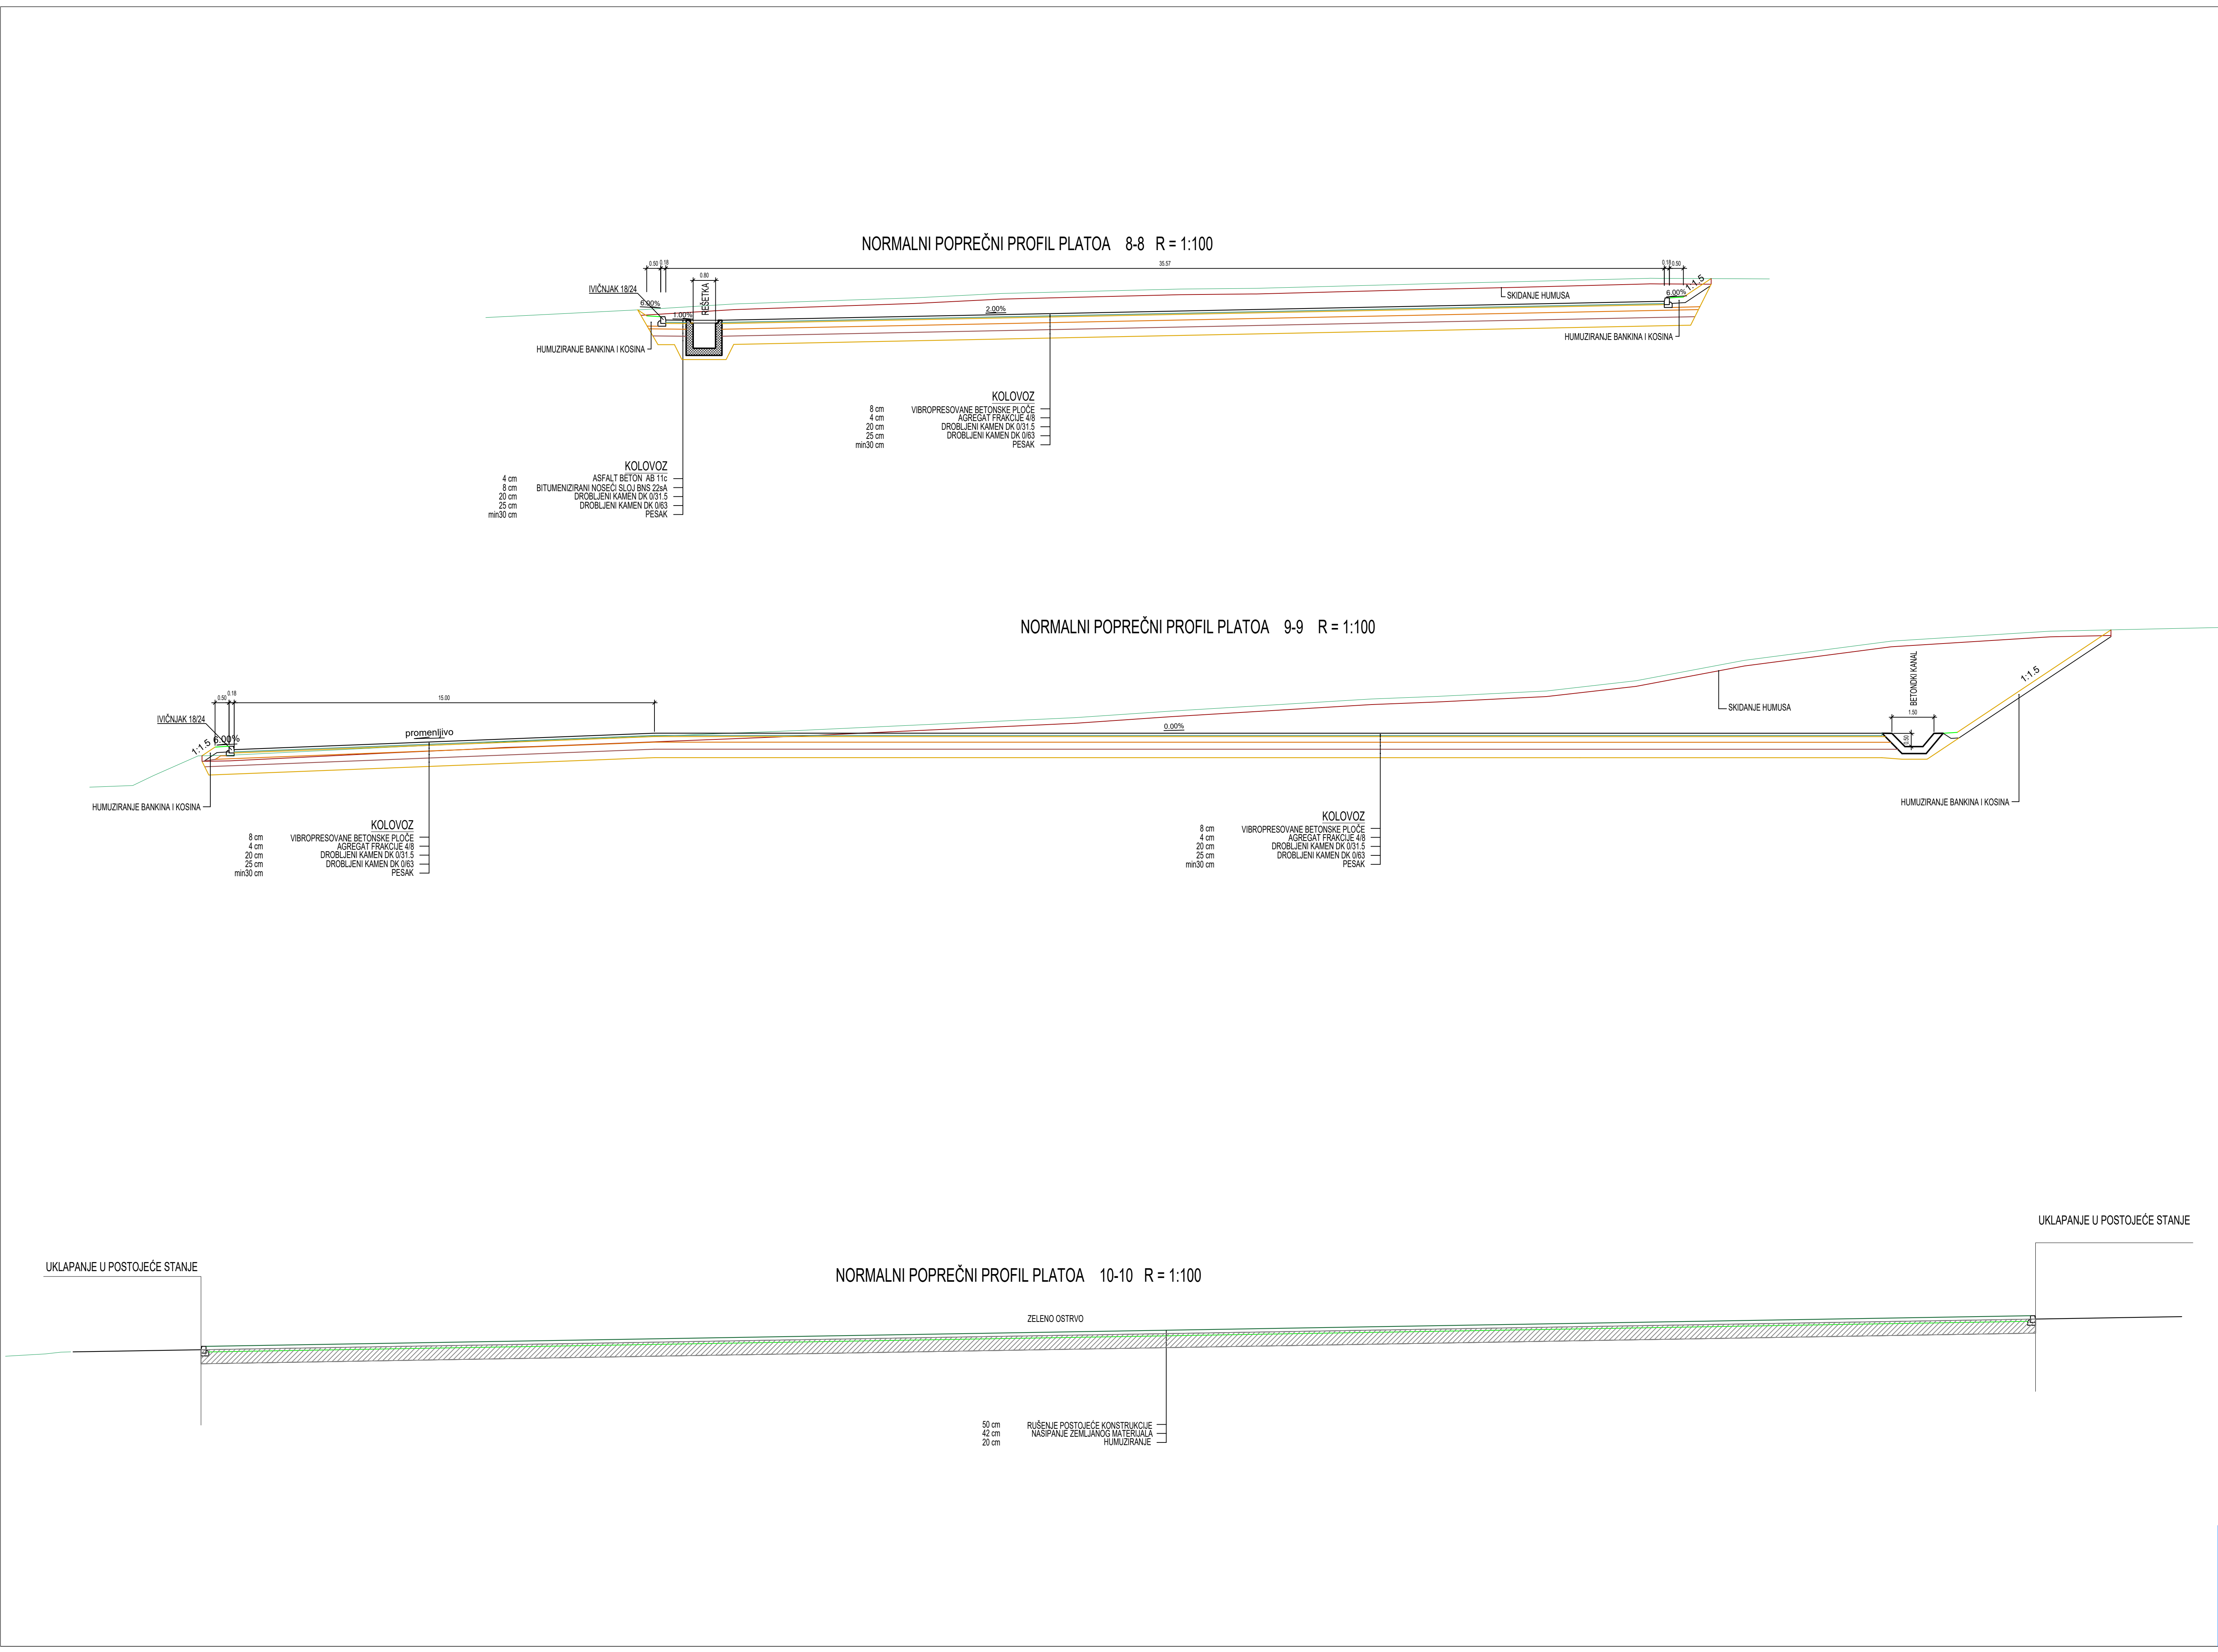 NORMALNI POPREČNI PROFIL PLATOA 8-8 R = 1:100
0.50
0.18
35.57
0.18
0.50
0.80
REŠETKA
IVIČNJAK 18/24
6.00%
1.00%
2.00%
SKIDANJE HUMUSA
6.00%
1:1.5
HUMUZIRANJE BANKINA I KOSINA
HUMUZIRANJE BANKINA I KOSINA
KOLOVOZ
8 cm VIBROPRESOVANE BETONSKE PLOČE
4 cm AGREGAT FRAKCIJE 4/8
20 cm DROBLJENI KAMEN DK 0/31.5
25 cm DROBLJENI KAMEN DK 0/63
min30 cm PESAK
KOLOVOZ
4 cm ASFALT BETON AB 11c
8 cm BITUMENIZIRANI NOSEĆI SLOJ BNS 22sA
20 cm DROBLJENI KAMEN DK 0/31.5
25 cm DROBLJENI KAMEN DK 0/63
min30 cm PESAK
NORMALNI POPREČNI PROFIL PLATOA 9-9 R = 1:100
0.50
0.18
15.00
IVIČNJAK 18/24
1:1.5
6.00%
promenljivo
0.00%
SKIDANJE HUMUSA
BETONDKI KANAL
1.50
0.50
1:1.5
HUMUZIRANJE BANKINA I KOSINA
HUMUZIRANJE BANKINA I KOSINA
KOLOVOZ
8 cm VIBROPRESOVANE BETONSKE PLOČE
4 cm AGREGAT FRAKCIJE 4/8
20 cm DROBLJENI KAMEN DK 0/31.5
25 cm DROBLJENI KAMEN DK 0/63
min30 cm PESAK
KOLOVOZ
8 cm VIBROPRESOVANE BETONSKE PLOČE
4 cm AGREGAT FRAKCIJE 4/8
20 cm DROBLJENI KAMEN DK 0/31.5
25 cm DROBLJENI KAMEN DK 0/63
min30 cm PESAK
UKLAPANJE U POSTOJEĆE STANJE
UKLAPANJE U POSTOJEĆE STANJE
NORMALNI POPREČNI PROFIL PLATOA 10-10 R = 1:100
ZELENO OSTRVO
50 cm RUŠENJE POSTOJEĆE KONSTRUKCIJE
42 cm NASIPANJE ZEMLJANOG MATERIJALA
20 cm HUMUZIRANJE